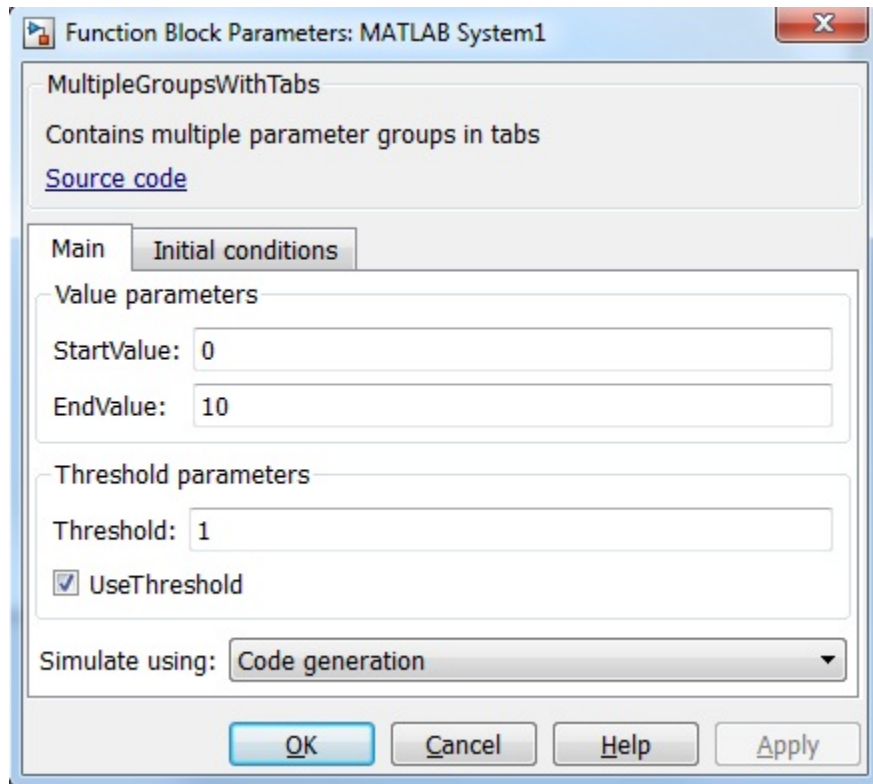 Function Block Parameters: MATLAB System1
MultipleGroupsWithTabs
Contains multiple parameter groups in tabs
Source code
Main Initial conditions
Value parameters
StartValue: 0
EndValue: 10
Threshold parameters
Threshold: 1
UseThreshold
Simulate using: Code generation
OK Cancel Help Apply